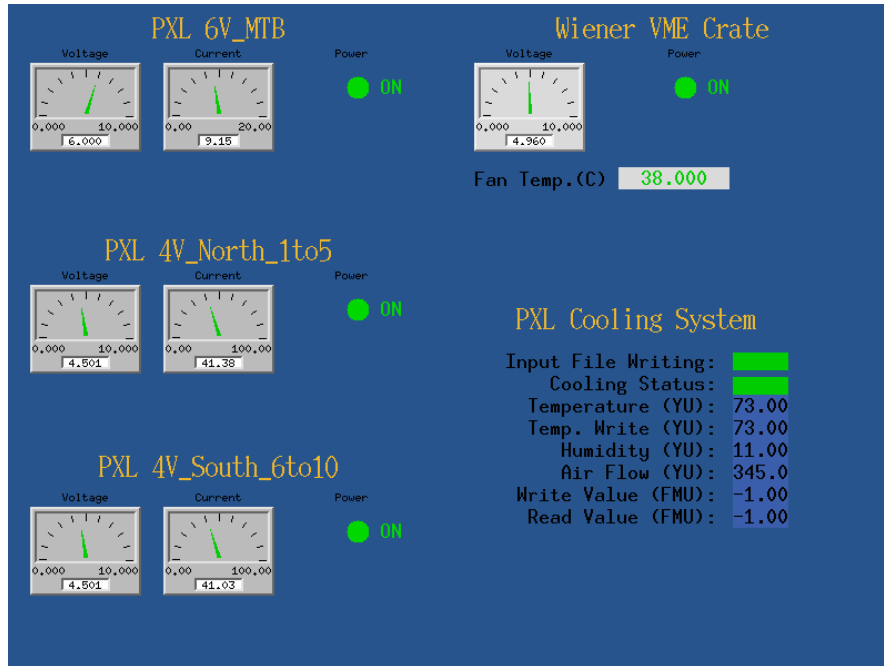 PXL 6V_MTB
Voltage Current Power
ON
0.000 10.000 0.00 20.00
6.000 9.15
Wiener VME Crate
Voltage Power
ON
0.000 10.000
4.960
Fan Temp.(C) 38.000
PXL 4V_North_1to5
Voltage Current Power
ON
0.000 10.000 0.00 100.00
4.501 41.38
PXL Cooling System
Input File Writing:
Cooling Status:
Temperature (YU): 73.00
Temp. Write (YU): 73.00
Humidity (YU): 11.00
Air Flow (YU): 345.0
Write Value (FMU): -1.00
Read Value (FMU): -1.00
PXL 4V_South_6to10
Voltage Current Power
ON
0.000 10.000 0.00 100.00
4.501 41.03